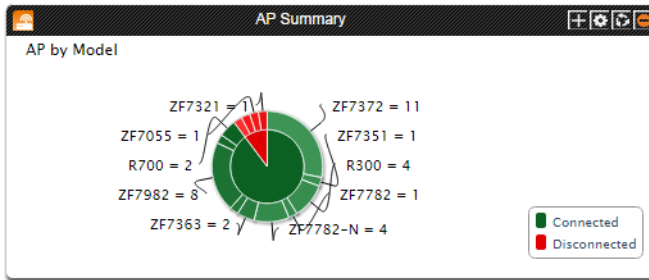 AP Summary
AP by Model
ZF7321 = 1
ZF7372 = 11
ZF7055 = 1
ZF7351 = 1
R700 = 2
R300 = 4
ZF7982 = 8
ZF7782 = 1
ZF7363 = 2
ZF7782-N = 4
Connected
Disconnected